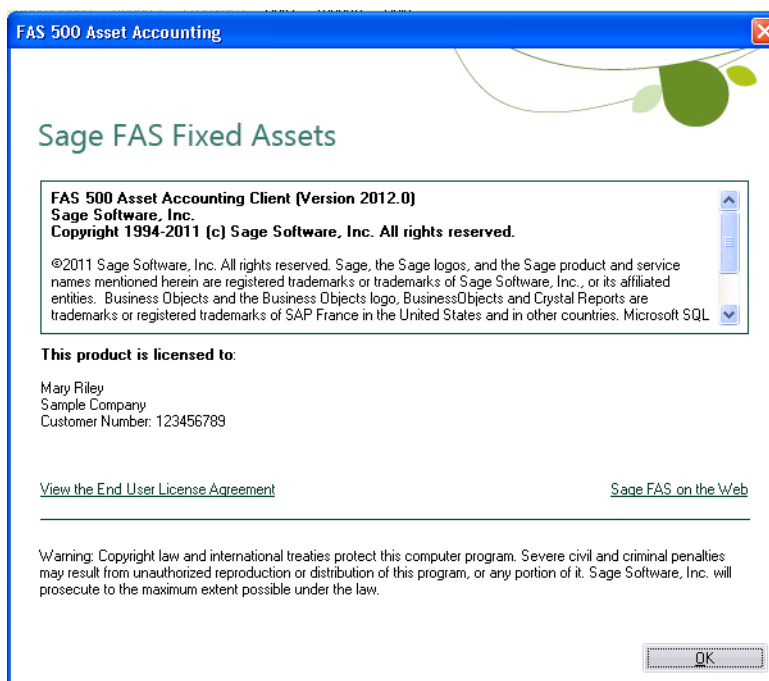 FAS 500 Asset Accounting
Sage FAS Fixed Assets
FAS 500 Asset Accounting Client (Version 2012.0)
Sage Software, Inc.
Copyright 1994-2011 (c) Sage Software, Inc. All rights reserved.
©2011 Sage Software, Inc. All rights reserved. Sage, the Sage logos, and the Sage product and service
names mentioned herein are registered trademarks or trademarks of Sage Software, Inc., or its affiliated
entities. Business Objects and the Business Objects logo, BusinessObjects and Crystal Reports are
trademarks or registered trademarks of SAP France in the United States and in other countries. Microsoft SQL
This product is licensed to:
Mary Riley
Sample Company
Customer Number: 123456789
View the End User License Agreement
Sage FAS on the Web
Warning: Copyright law and international treaties protect this computer program. Severe civil and criminal penalties
may result from unauthorized reproduction or distribution of this program, or any portion of it. Sage Software, Inc. will
prosecute to the maximum extent possible under the law.
OK